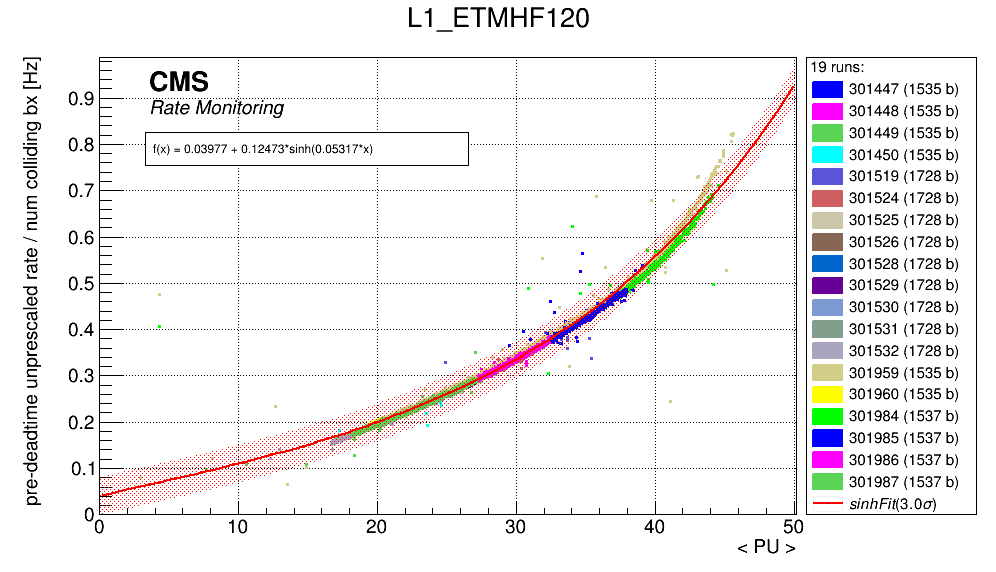 L1_ETMHF120
pre-deadtime unprescaled rate / num colliding bx [Hz]
CMS
Rate Monitoring
f(x) = 0.03977 + 0.12473*sinh(0.05317*x)
0.9
0.8
0.7
0.6
0.5
0.4
0.3
0.2
0.1
0
0 10 20 30 40 50
< PU >
19 runs:
301447 (1535 b)
301448 (1535 b)
301449 (1535 b)
301450 (1535 b)
301519 (1728 b)
301524 (1728 b)
301525 (1728 b)
301526 (1728 b)
301528 (1728 b)
301529 (1728 b)
301530 (1728 b)
301531 (1728 b)
301532 (1728 b)
301959 (1535 b)
301960 (1535 b)
301984 (1537 b)
301985 (1537 b)
301986 (1537 b)
301987 (1537 b)
sinhFit(3.0σ)